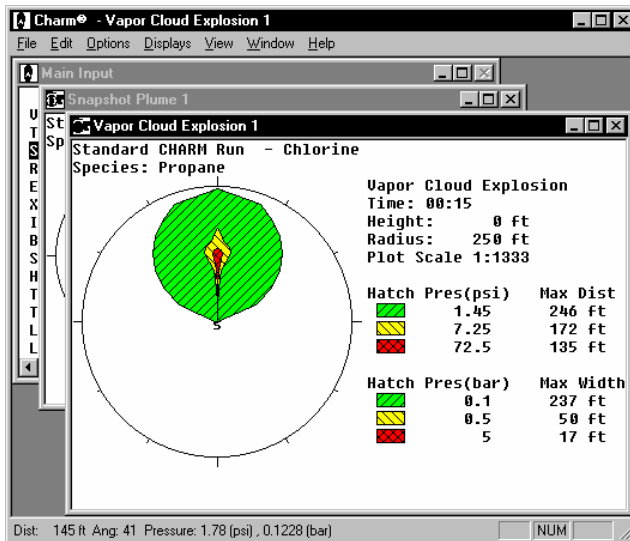 Charm® - Vapor Cloud Explosion 1
File Edit Options Displays View Window Help
Main Input
Snapshot Plume 1
Vapor Cloud Explosion 1
V
T
S
R
E
X
I
B
S
H
T
T
L
L
St
Sp
Standard CHARM Run - Chlorine
Species: Propane
S
Vapor Cloud Explosion
Time: 00:15
Height: 0 ft
Radius: 250 ft
Plot Scale 1:1333
Hatch Pres(psi) Max Dist
1.45 246 ft
7.25 172 ft
72.5 135 ft
Hatch Pres(bar) Max Width
0.1 237 ft
0.5 50 ft
5 17 ft
Dist: 145 ft Ang: 41 Pressure: 1.78 (psi) , 0.1228 (bar)
NUM